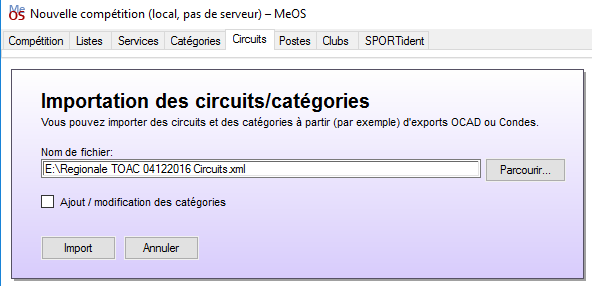 MeOS Nouvelle compétition (local, pas de serveur) – MeOS
Compétition Listes Services Catégories Circuits Postes Clubs SPORTident
Importation des circuits/catégories
Vous pouvez importer des circuits et des catégories à partir (par exemple) d'exports OCAD ou Condes.
Nom de fichier:
E:\Regionale TOAC 04122016 Circuits.xml Parcourir...
Ajout / modification des catégories
Import Annuler